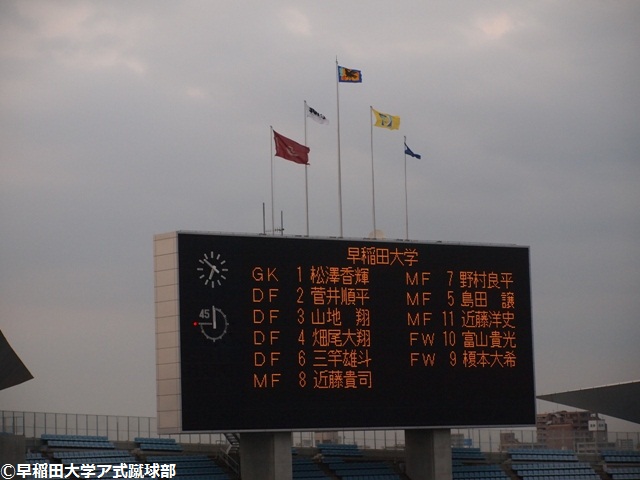 早稲田大学
GK 1 松澤香輝
DF 2 菅井順平
DF 3 山地 翔
DF 4 畑尾大翔
DF 6 三竿雄斗
MF 8 近藤貴司
MF 7 野村良平
MF 5 島田 譲
MF 11 近藤洋史
FW 10 富山貴光
FW 9 榎本大希
45
©早稲田大学ア式蹴球部